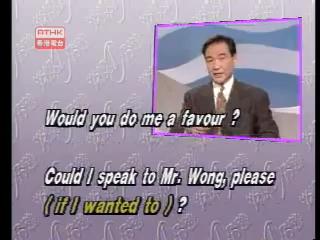 RTHK
香港電台
Would you do me a favour ?
Could I speak to Mr. Wong, please
( if I wanted to ) ?